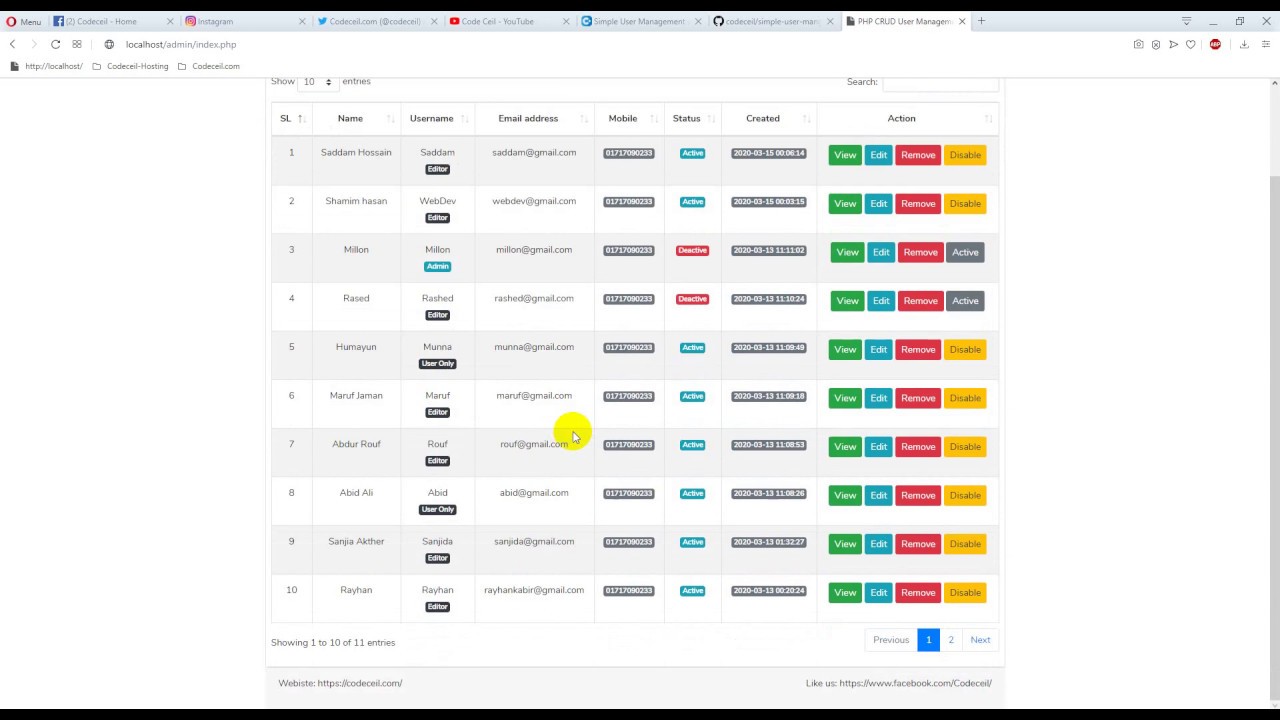 Menu (2) Codeceil - Home Instagram Codeceil.com (@codeceil) Code Ceil - YouTube Simple User Management codeceil/simple-user-man PHP CRUD User Managem
localhost/admin/index.php ABP
http://localhost/ Codeceil-Hosting Codeceil.com
Show 10 entries Search:
SL Name Username Email address Mobile Status Created Action
1 Saddam Hossain Saddam saddam@gmail.com 01717090233 Active 2020-03-15 00:06:14 View Edit Remove Disable
Editor
2 Shamim hasan WebDev webdev@gmail.com 01717090233 Active 2020-03-15 00:03:15 View Edit Remove Disable
Editor
3 Millon Millon millon@gmail.com 01717090233 Deactive 2020-03-13 11:11:02 View Edit Remove Active
Admin
4 Rased Rashed rashed@gmail.com 01717090233 Deactive 2020-03-13 11:10:24 View Edit Remove Active
Editor
5 Humayun Munna munna@gmail.com 01717090233 Active 2020-03-13 11:09:49 View Edit Remove Disable
User Only
6 Maruf Jaman Maruf maruf@gmail.com 01717090233 Active 2020-03-13 11:09:18 View Edit Remove Disable
Editor
7 Abdur Rouf Rouf rouf@gmail.com 01717090233 Active 2020-03-13 11:08:53 View Edit Remove Disable
Editor
8 Abid Ali Abid abid@gmail.com 01717090233 Active 2020-03-13 11:08:26 View Edit Remove Disable
User Only
9 Sanjia Akther Sanjida sanjida@gmail.com 01717090233 Active 2020-03-13 01:32:27 View Edit Remove Disable
Editor
10 Rayhan Rayhan rayhankabir@gmail.com 01717090233 Active 2020-03-13 00:20:24 View Edit Remove Disable
Editor
Showing 1 to 10 of 11 entries Previous 1 2 Next
Webiste: https://codeceil.com/ Like us: https://www.facebook.com/Codeceil/